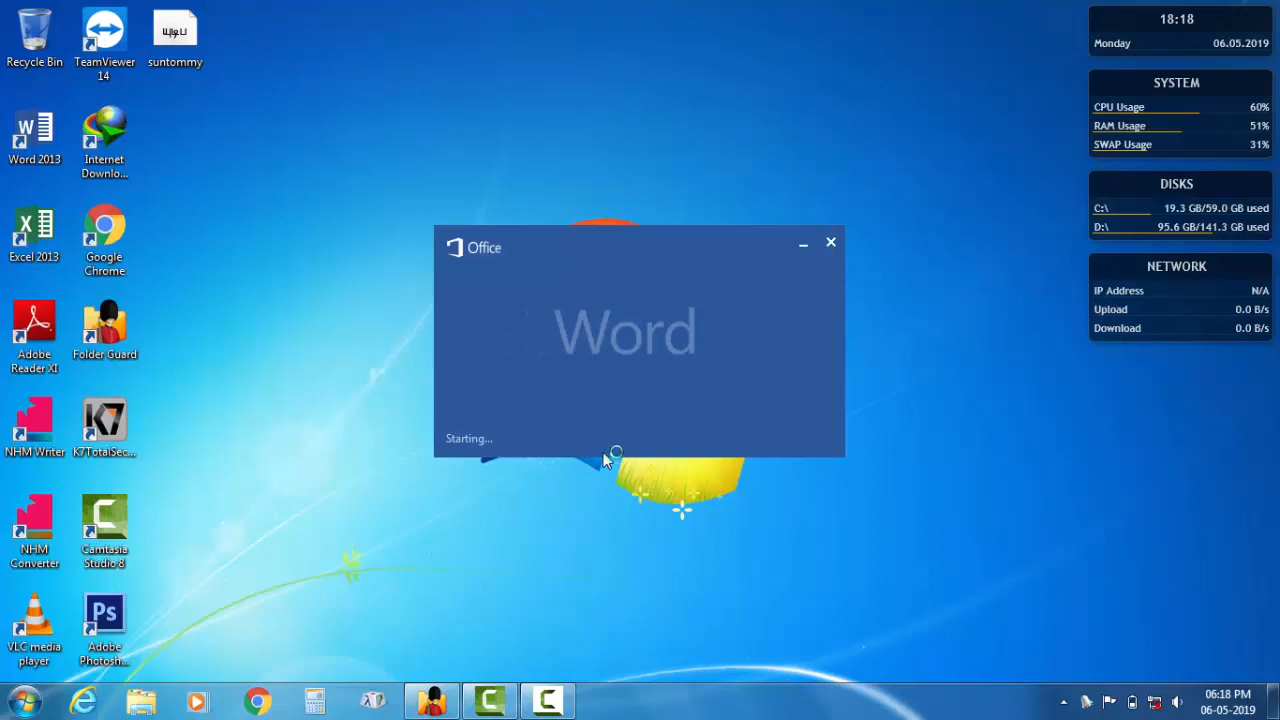 Recycle Bin
TeamViewer
14
suntommy
Word 2013
Internet
Downlo...
Excel 2013
Google
Chrome
Adobe
Reader XI
Folder Guard
NHM Writer
K7TotalSec...
NHM
Converter
Camtasia
Studio 8
VLC media
player
Ps
Adobe
Photosh...
Office
Word
Starting...
18:18
Monday 06.05.2019
SYSTEM
CPU Usage 60%
RAM Usage 51%
SWAP Usage 31%
DISKS
C:\ 19.3 GB/59.0 GB used
D:\ 95.6 GB/141.3 GB used
NETWORK
IP Address N/A
Upload 0.0 B/s
Download 0.0 B/s
06:18 PM
06-05-2019